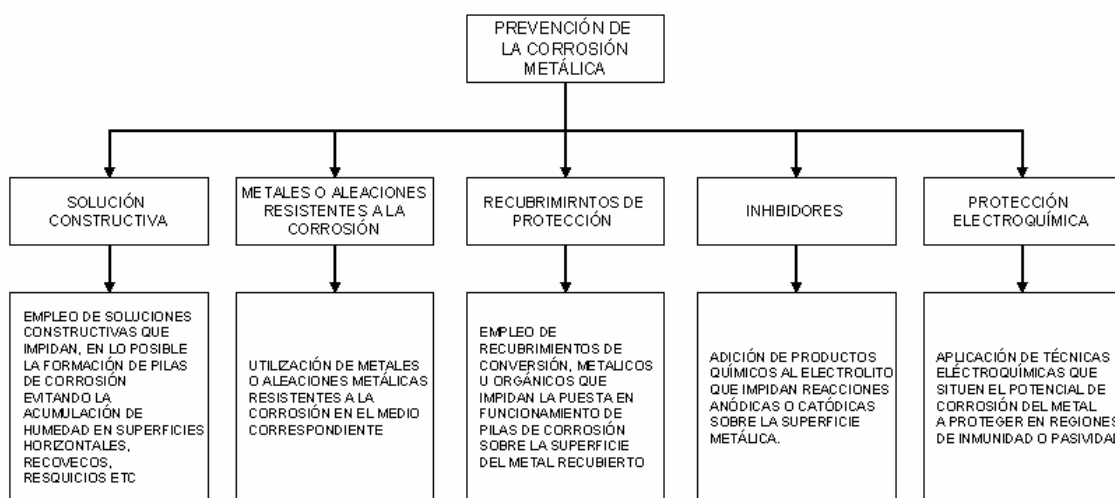 PREVENCIÓN DE
LA CORROSIÓN
METÁLICA
SOLUCIÓN
CONSTRUCTIVA
METALES O ALEACIONES
RESISTENTES A LA
CORROSIÓN
RECUBRIMIRNTOS DE
PROTECCIÓN
INHIBIDORES
PROTECCIÓN
ELECTROQUÍMICA
EMPLEO DE SOLUCIONES
CONSTRUCTIVAS QUE
IMPIDAN, EN LO POSIBLE
LA FORMACIÓN DE PILAS
DE CORROSIÓN
EVITANDO LA
ACUMULACIÓN DE
HUMEDAD EN SUPERFICIES
HORIZONTALES,
RECOVECOS,
RESQUICIOS ETC
UTILIZACIÓN DE METALES
O ALEACIONES METÁLICAS
RESISTENTES A LA
CORROSIÓN EN EL MEDIO
CORRESPONDIENTE
EMPLEO DE
RECUBRIMIENTOS DE
CONVERSIÓN, METALICOS
U ORGÁNICOS QUE
IMPIDAN LA PUESTA EN
FUNCIONAMIENTO DE
PILAS DE CORROSIÓN
SOBRE LA SUPERFICIE
DEL METAL RECUBIERTO
ADICIÓN DE PRODUCTOS
QUÍMICOS AL ELECTROLITO
QUE IMPIDAN REACCIONES
ANÓDICAS O CATÓDICAS
SOBRE LA SUPERFICIE
METÁLICA.
APLICACIÓN DE TÉCNICAS
ELÉCTROQUÍMICAS QUE
SITUEN EL POTENCIAL DE
CORROSIÓN DEL METAL
A PROTEGER EN REGIONES
DE INMUNIDAD O PASIVIDAD